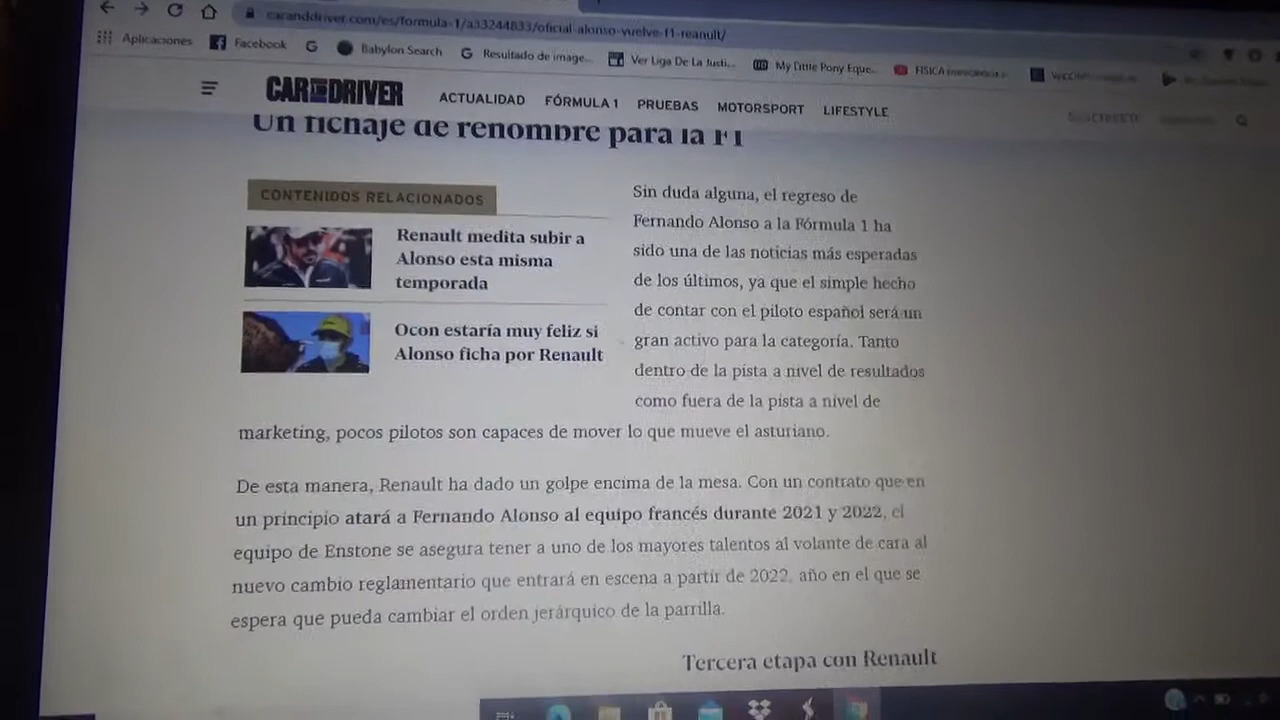 caranddriver.com/es/formula-1/a33244833/oficial-alonso-vuelve-f1-reanult/
Aplicaciones Facebook Babylon Search Resultado de image... Ver Liga De La Justi... My Little Pony Eque... FISICA
CAR AND DRIVER ACTUALIDAD FÓRMULA 1 PRUEBAS MOTORSPORT LIFESTYLE
Un fichaje de renombre para la F1
CONTENIDOS RELACIONADOS
Renault medita subir a
Alonso esta misma
temporada
Ocon estaría muy feliz si
Alonso ficha por Renault
Sin duda alguna, el regreso de
Fernando Alonso a la Fórmula 1 ha
sido una de las noticias más esperadas
de los últimos, ya que el simple hecho
de contar con el piloto español será un
gran activo para la categoría. Tanto
dentro de la pista a nivel de resultados
como fuera de la pista a nivel de
marketing, pocos pilotos son capaces de mover lo que mueve el asturiano.
De esta manera, Renault ha dado un golpe encima de la mesa. Con un contrato que en
un principio atará a Fernando Alonso al equipo francés durante 2021 y 2022, el
equipo de Enstone se asegura tener a uno de los mayores talentos al volante de cara al
nuevo cambio reglamentario que entrará en escena a partir de 2022, año en el que se
espera que pueda cambiar el orden jerárquico de la parrilla.
Tercera etapa con Renault